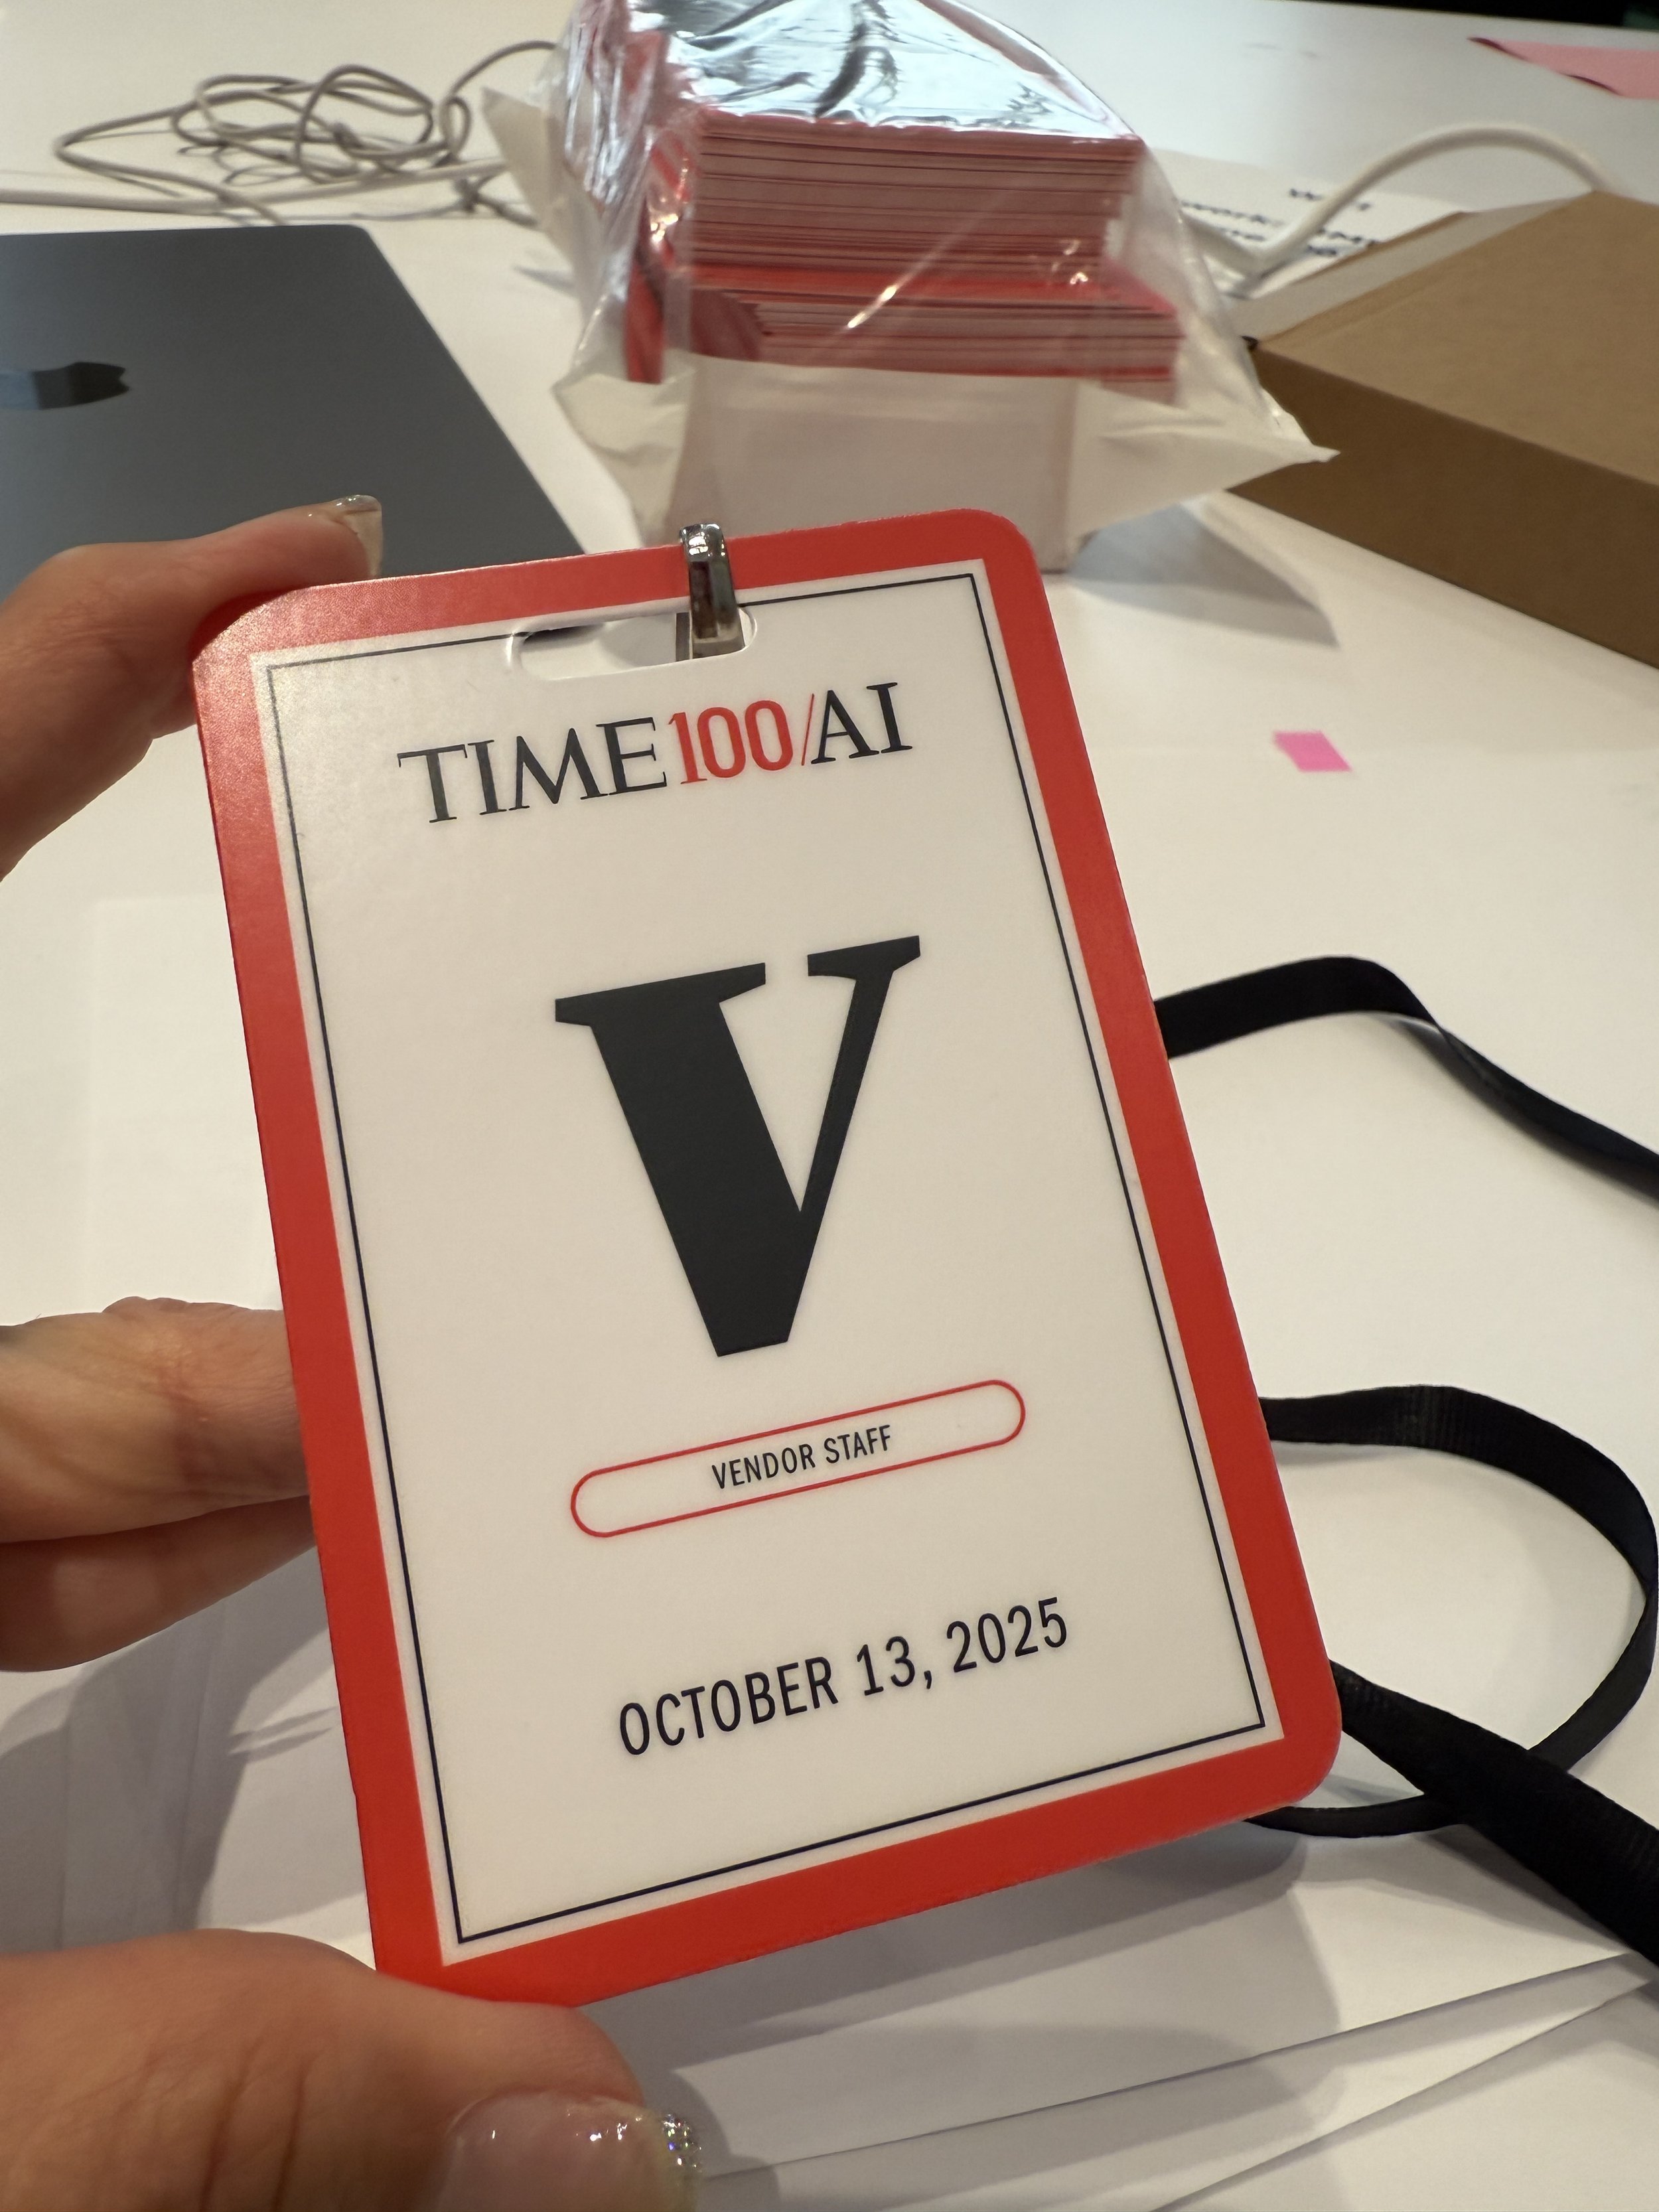 TIME100/AI
V
VENDOR STAFF
OCTOBER 13, 2025